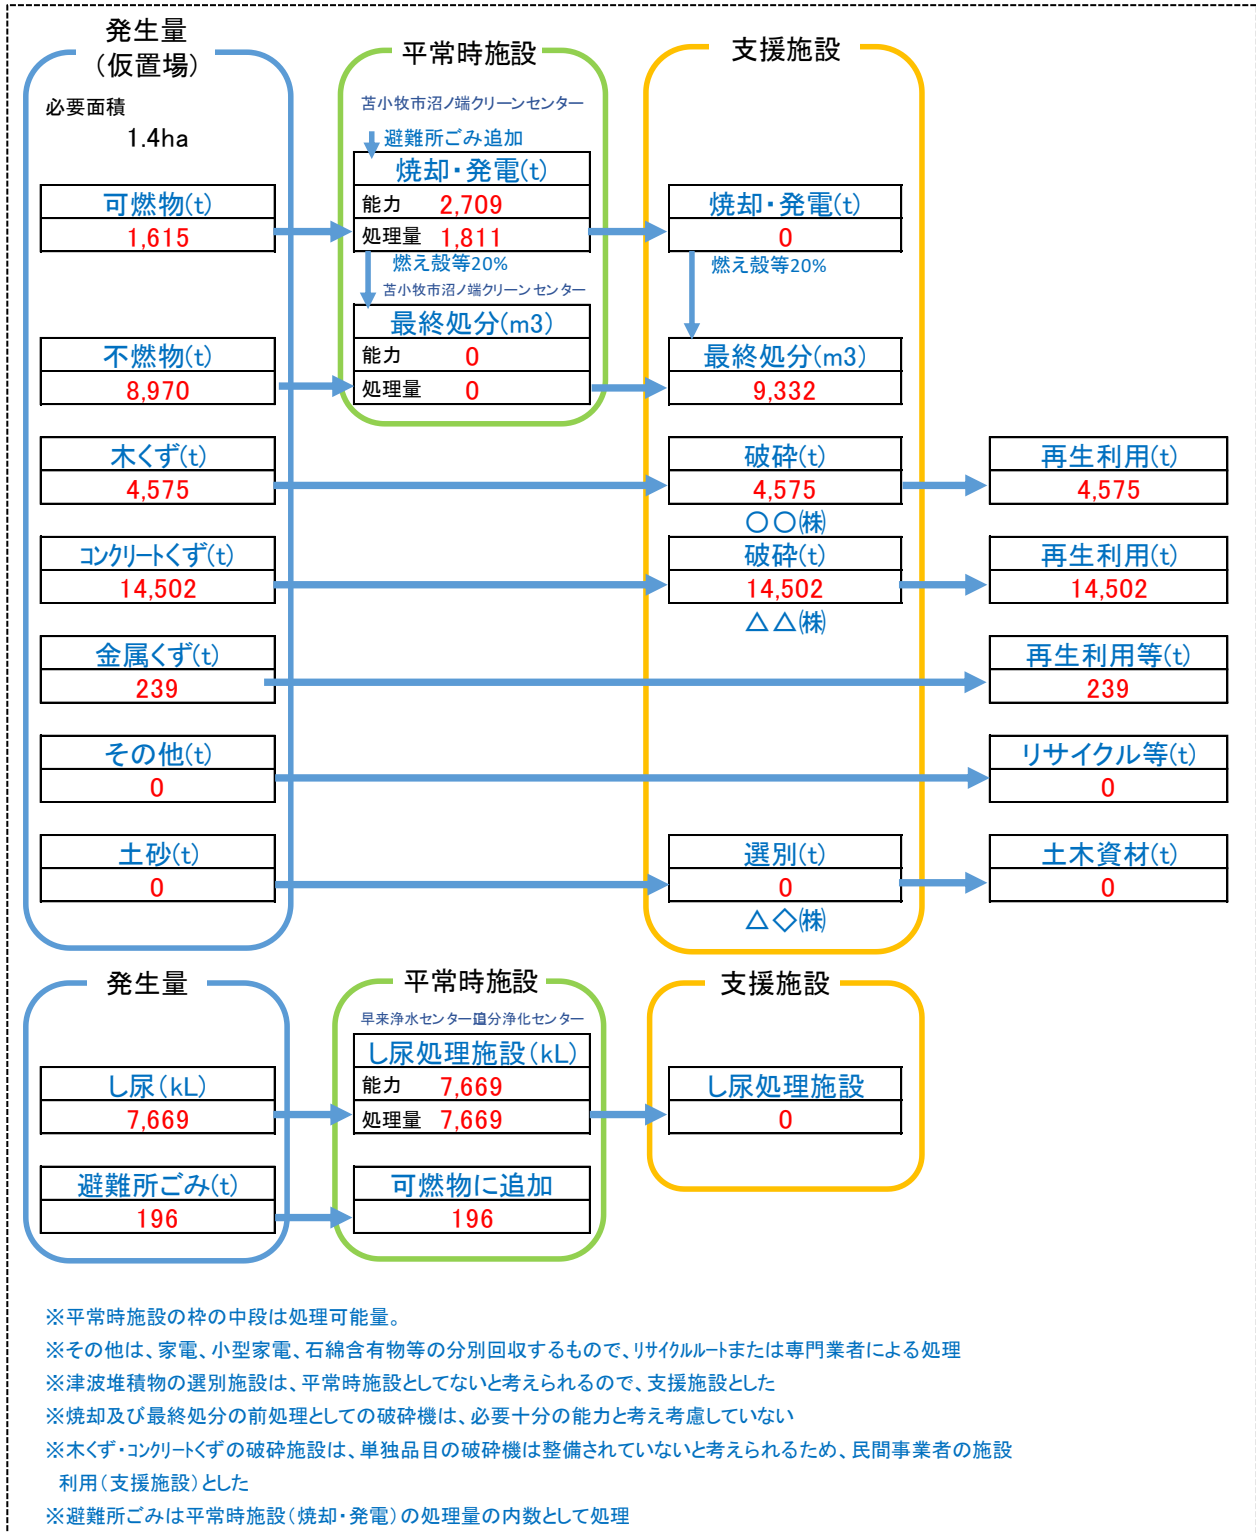 発生量
(仮置場)
平常時施設
支援施設
必要面積
1.4ha
苫小牧市沼ノ端クリーンセンター
避難所ごみ追加
可燃物(t)
1,615
焼却・発電(t)
能力 2,709
処理量 1,811
焼却・発電(t)
0
燃え殻等20%
燃え殻等20%
苫小牧市沼ノ端クリーンセンター
不燃物(t)
8,970
最終処分(m3)
能力 0
処理量 0
最終処分(m3)
9,332
木くず(t)
4,575
破砕(t)
4,575
○○㈱
再生利用(t)
4,575
コンクリートくず(t)
14,502
破砕(t)
14,502
△△㈱
再生利用(t)
14,502
金属くず(t)
239
再生利用等(t)
239
その他(t)
0
リサイクル等(t)
0
土砂(t)
0
選別(t)
0
△◇㈱
土木資材(t)
0
発生量
平常時施設
支援施設
早来浄水センター追分浄化センター
し尿(kL)
7,669
し尿処理施設(kL)
能力 7,669
処理量 7,669
し尿処理施設
0
避難所ごみ(t)
196
可燃物に追加
196
※平常時施設の枠の中段は処理可能量。
※その他は、家電、小型家電、石綿含有物等の分別回収するもので、リサイクルルートまたは専門業者による処理
※津波堆積物の選別施設は、平常時施設としてないと考えられるので、支援施設とした
※焼却及び最終処分の前処理としての破砕機は、必要十分の能力と考え考慮していない
※木くず・コンクリートくずの破砕施設は、単独品目の破砕機は整備されていないと考えられるため、民間事業者の施設
利用(支援施設)とした
※避難所ごみは平常時施設(焼却・発電)の処理量の内数として処理